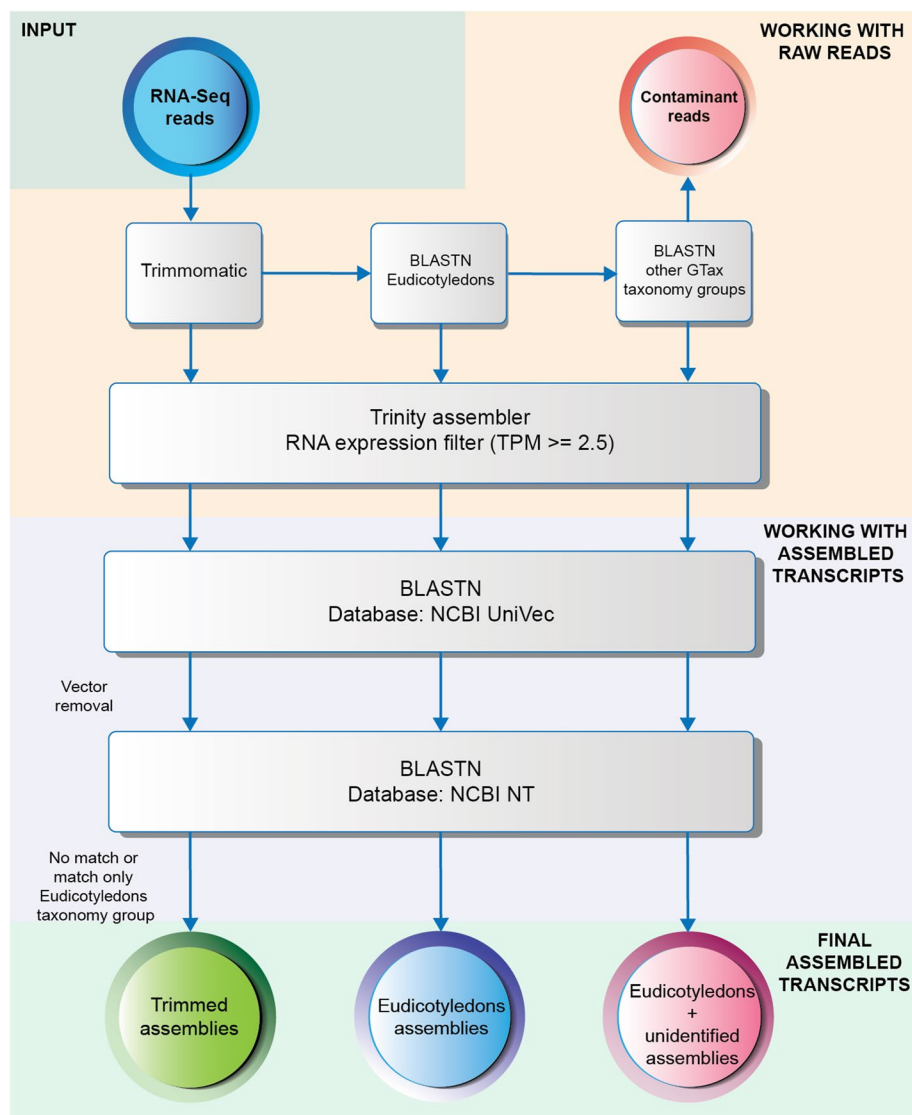 INPUT
WORKING WITH
RAW READS
RNA-Seq
reads
Contaminant
reads
Trimmomatic
BLASTN
Eudicotyledons
BLASTN
other GTax
taxonomy groups
Trinity assembler
RNA expression filter (TPM >= 2.5)
WORKING WITH
ASSEMBLED
TRANSCRIPTS
BLASTN
Database: NCBI UniVec
Vector
removal
BLASTN
Database: NCBI NT
No match or
match only
Eudicotyledons
taxonomy group
FINAL
ASSEMBLED
TRANSCRIPTS
Trimmed
assemblies
Eudicotyledons
assemblies
Eudicotyledons
+
unidentified
assemblies